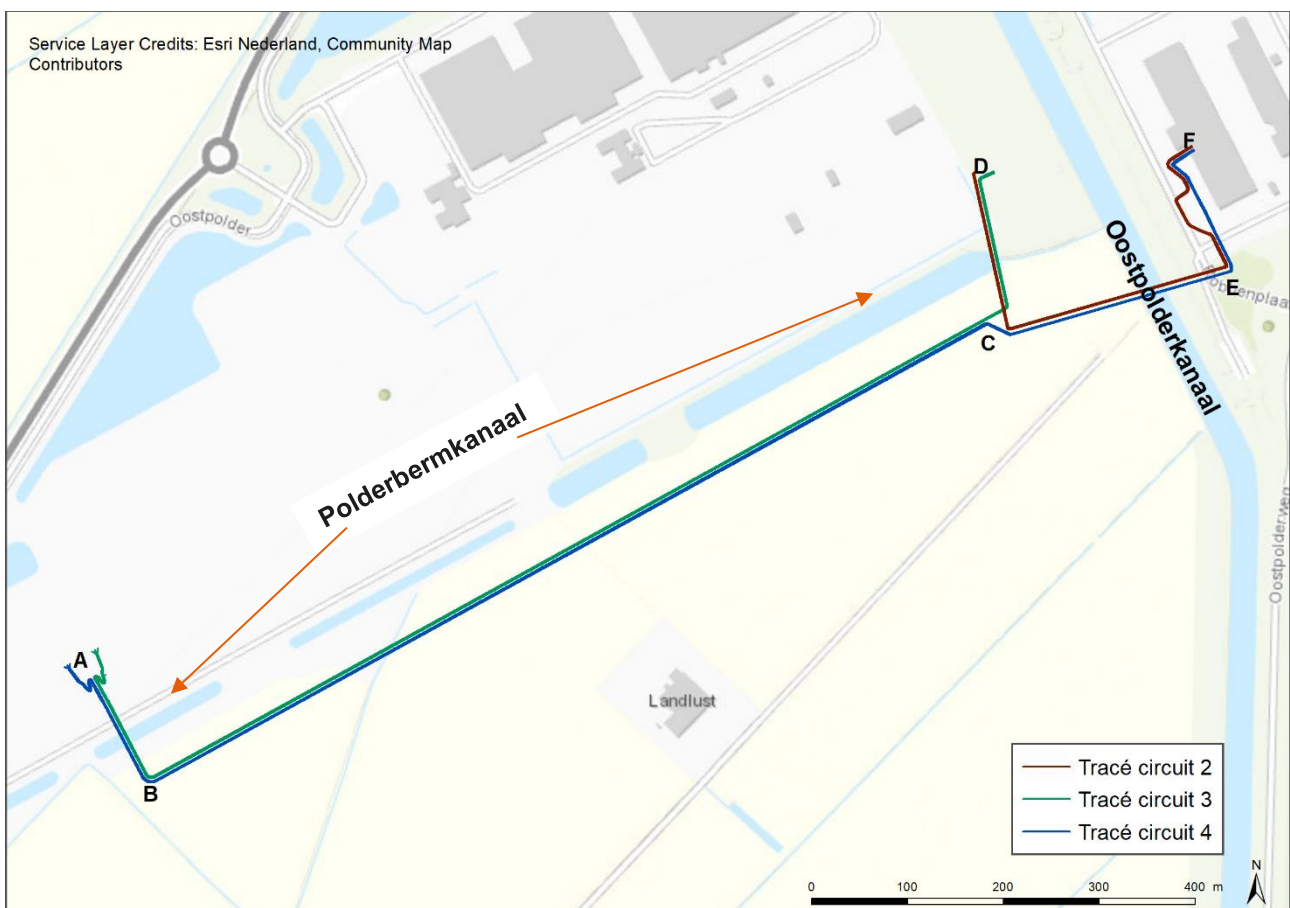 Service Layer Credits: Esri Nederland, Community Map
Contributors
Oostpolder
D
F
Oostpolderkanaal
E
C
Polderbermkanaal
Oostpolderweg
A
Landlust
B
Tracé circuit 2
Tracé circuit 3
Tracé circuit 4
0 100 200 300 400 m
N